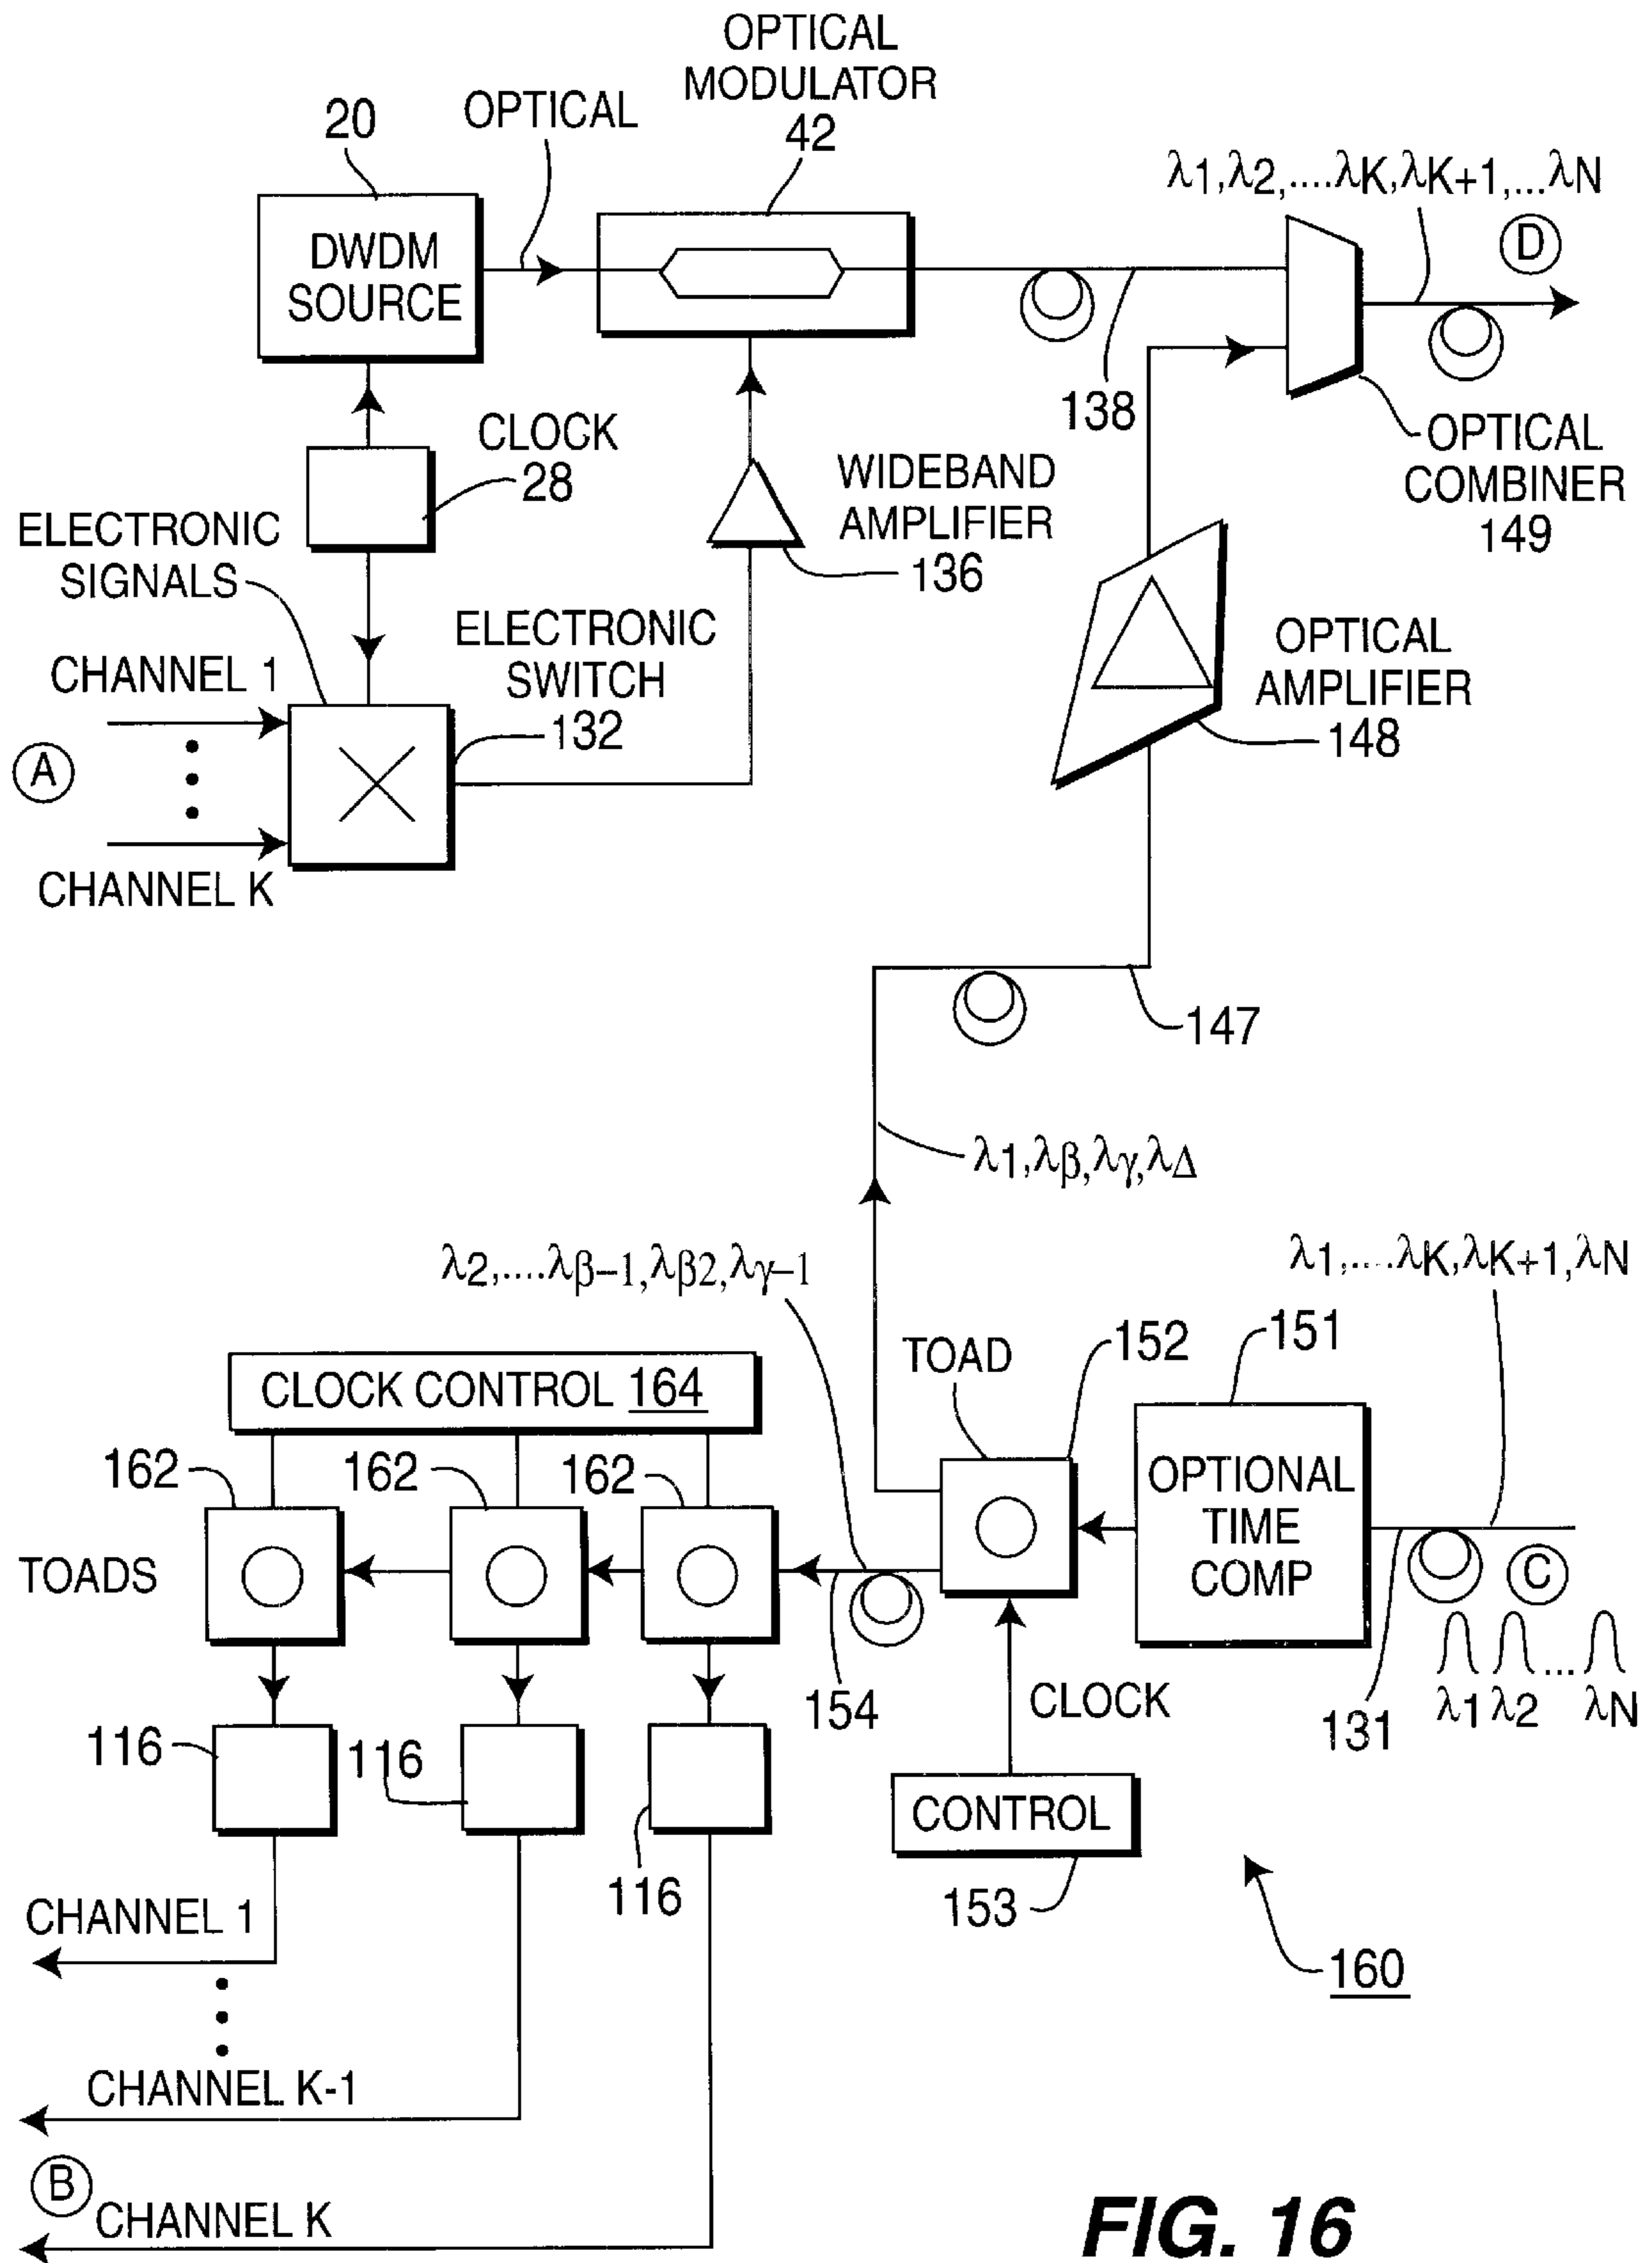 OPTICAL
MODULATOR
42
20
OPTICAL
DWDM
SOURCE
λ1,λ2,....λK,λK+1,...λN
D
138
OPTICAL
COMBINER
149
CLOCK
28
WIDEBAND
AMPLIFIER
136
ELECTRONIC
SIGNALS
ELECTRONIC
SWITCH
132
CHANNEL 1
A
CHANNEL K
OPTICAL
AMPLIFIER
148
147
λ1,λβ,λγ,λΔ
λ2,....λβ−1,λβ2,λγ−1
λ1,....λK,λK+1,λN
TOAD
152
151
CLOCK CONTROL 164
162
162
162
TOADS
OPTIONAL
TIME
COMP
C
λ1 λ2 ... λN
131
154
CLOCK
CONTROL
153
116
116
116
160
CHANNEL 1
CHANNEL K-1
B
CHANNEL K
FIG. 16